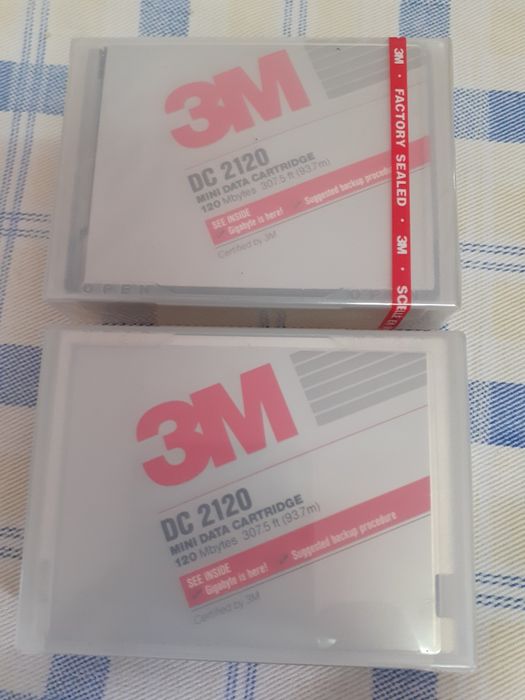 3M
DC 2120
MINI DATA CARTRIDGE
120 Mbytes 307.5 ft (93.7m)
SEE INSIDE
Gigabyte is here! Suggested backup procedure
Certified by 3M
OPEN
3M · FACTORY SEALED · 3M ·
3M
DC 2120
MINI DATA CARTRIDGE
120 Mbytes 307.5 ft (93.7m)
SEE INSIDE
Gigabyte is here! Suggested backup procedure
Certified by 3M